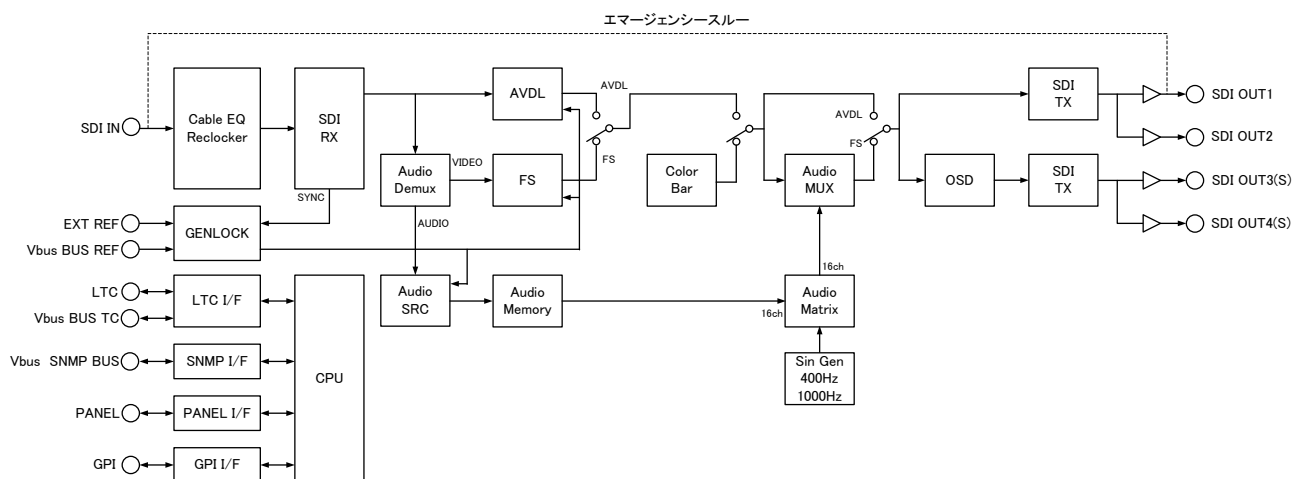 エマージェンシースルー
SDI IN
Cable EQ
Reclocker
SDI
RX
SYNC
AVDL
AVDL
FS
Audio
Demux
VIDEO
FS
AUDIO
Color
Bar
Audio
MUX
AVDL
FS
SDI
TX
SDI OUT1
SDI OUT2
OSD
SDI
TX
SDI OUT3(S)
SDI OUT4(S)
EXT REF
Vbus BUS REF
GENLOCK
LTC
Vbus BUS TC
LTC I/F
Vbus SNMP BUS
SNMP I/F
PANEL
PANEL I/F
GPI
GPI I/F
CPU
Audio
SRC
Audio
Memory
16ch
16ch
Audio
Matrix
Sin Gen
400Hz
1000Hz